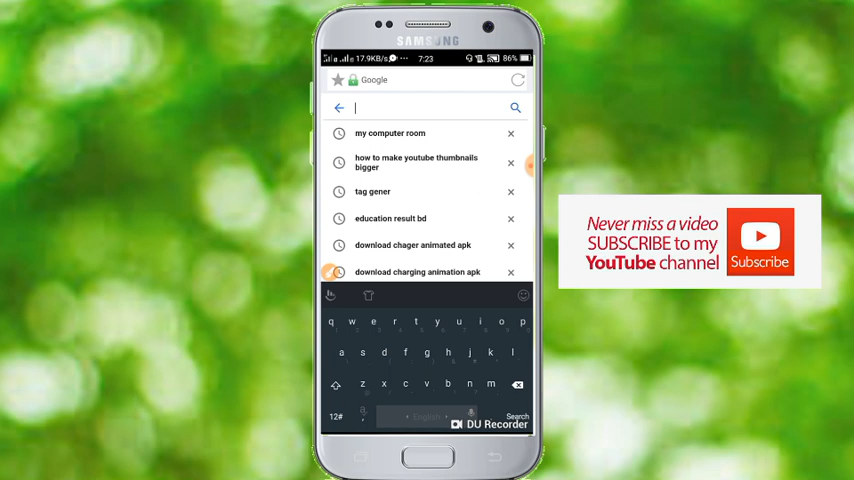 SAMSUNG
17.9KB/s ... 7:23 86%
Google
my computer room
how to make youtube thumbnails
bigger
tag gener
education result bd
download chager animated apk
download charging animation apk
q w e r t y u i o p
a s d f g h j k l
z x c v b n m
12# English Search
DU Recorder
Never miss a video
SUBSCRIBE to my
YouTube channel
Subscribe